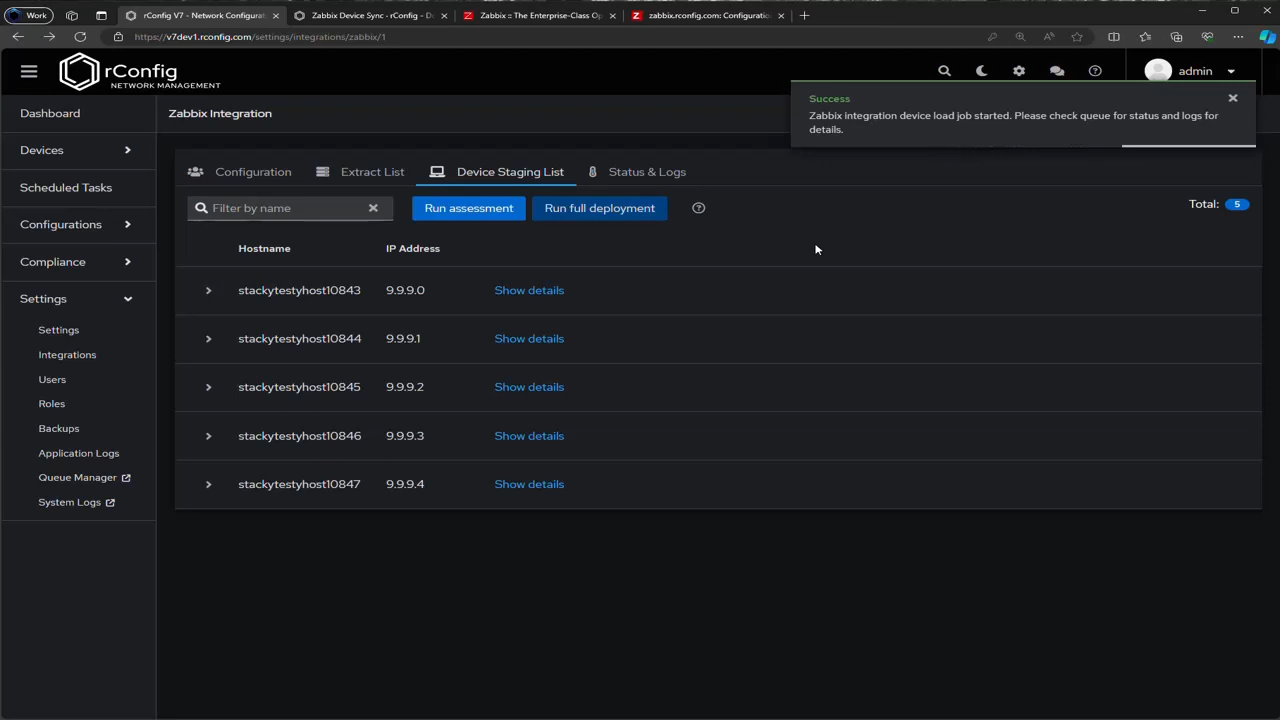 Work
rConfig V7 - Network Configurat
Zabbix Device Sync - rConfig - D
Zabbix :: The Enterprise-Class Op
zabbix.rconfig.com: Configuratio
https://v7dev1.rconfig.com/settings/integrations/zabbix/1
rConfig
NETWORK MANAGEMENT
admin
Dashboard
Zabbix Integration
Success
Zabbix integration device load job started. Please check queue for status and logs for
details.
Devices
Scheduled Tasks
Configurations
Compliance
Settings
Settings
Integrations
Users
Roles
Backups
Application Logs
Queue Manager
System Logs
Configuration
Extract List
Device Staging List
Status & Logs
Filter by name
Run assessment
Run full deployment
Total: 5
Hostname IP Address
stackytestyhost10843 9.9.9.0 Show details
stackytestyhost10844 9.9.9.1 Show details
stackytestyhost10845 9.9.9.2 Show details
stackytestyhost10846 9.9.9.3 Show details
stackytestyhost10847 9.9.9.4 Show details